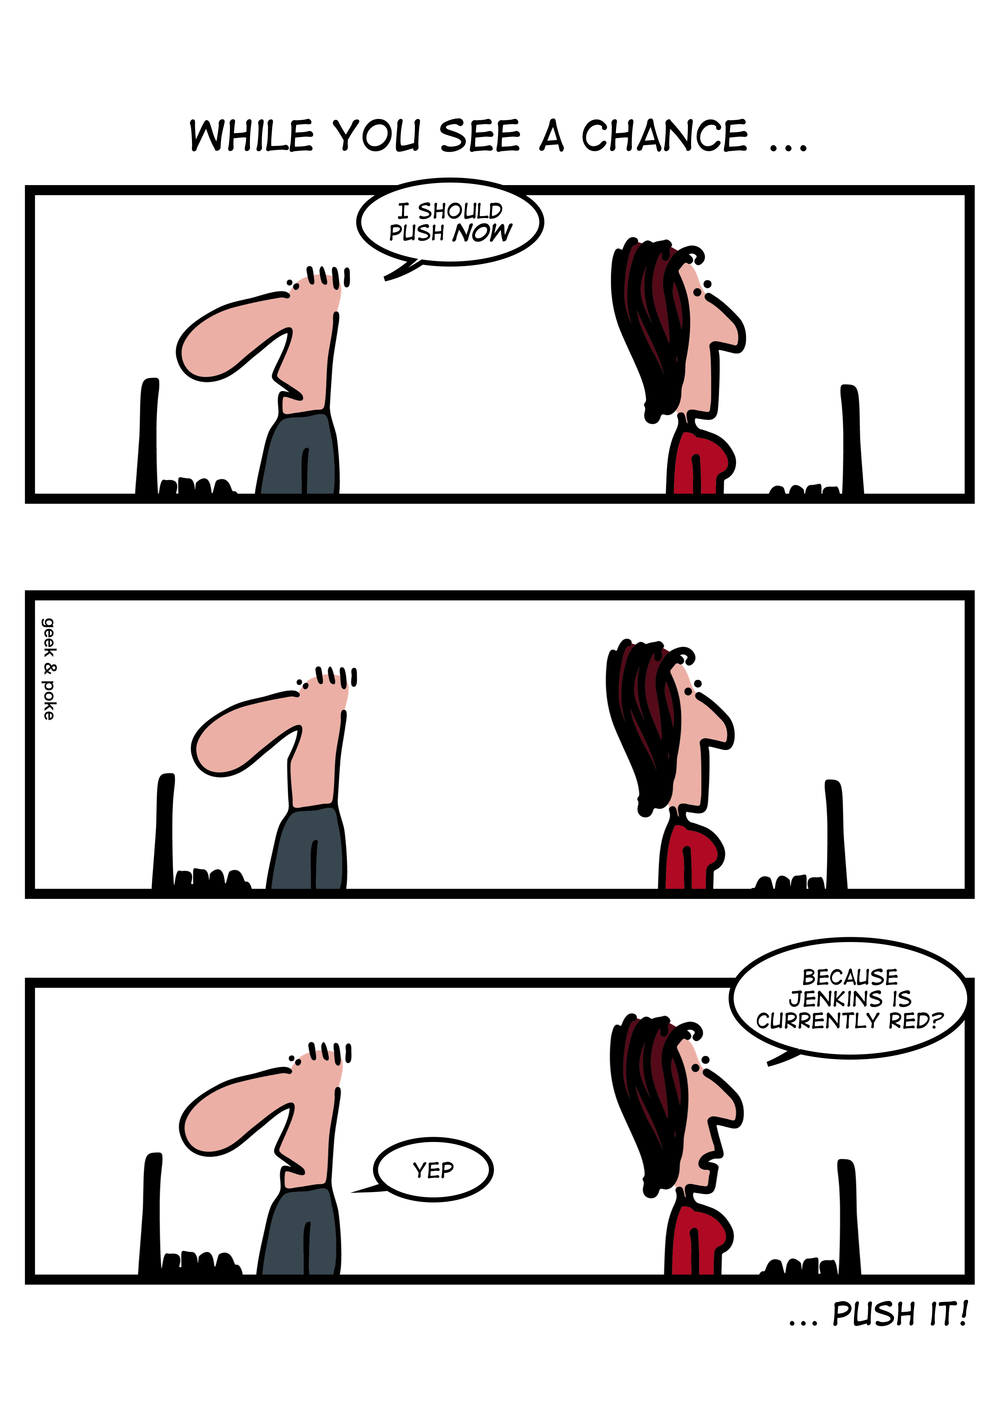 WHILE YOU SEE A CHANCE ...
I SHOULD
PUSH NOW
geek & poke
BECAUSE
JENKINS IS
CURRENTLY RED?
YEP
... PUSH IT!